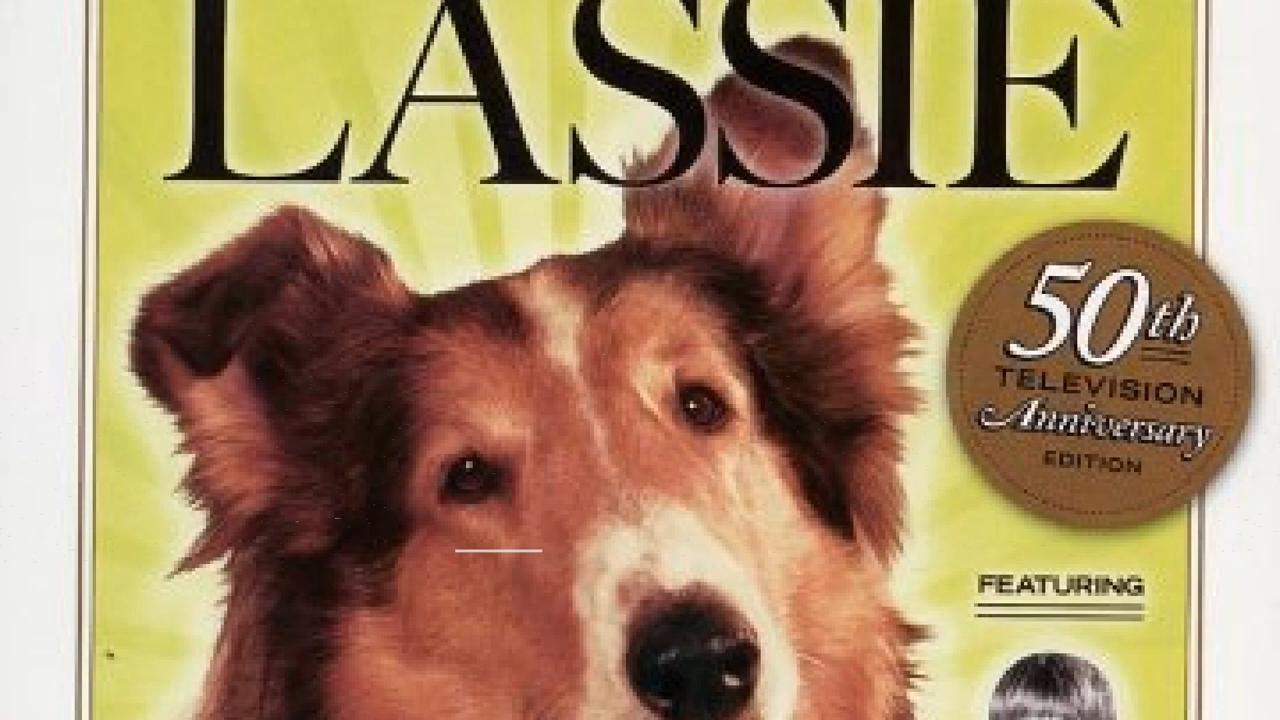 LASSIE
50th
TELEVISION
Anniversary
EDITION
FEATURING